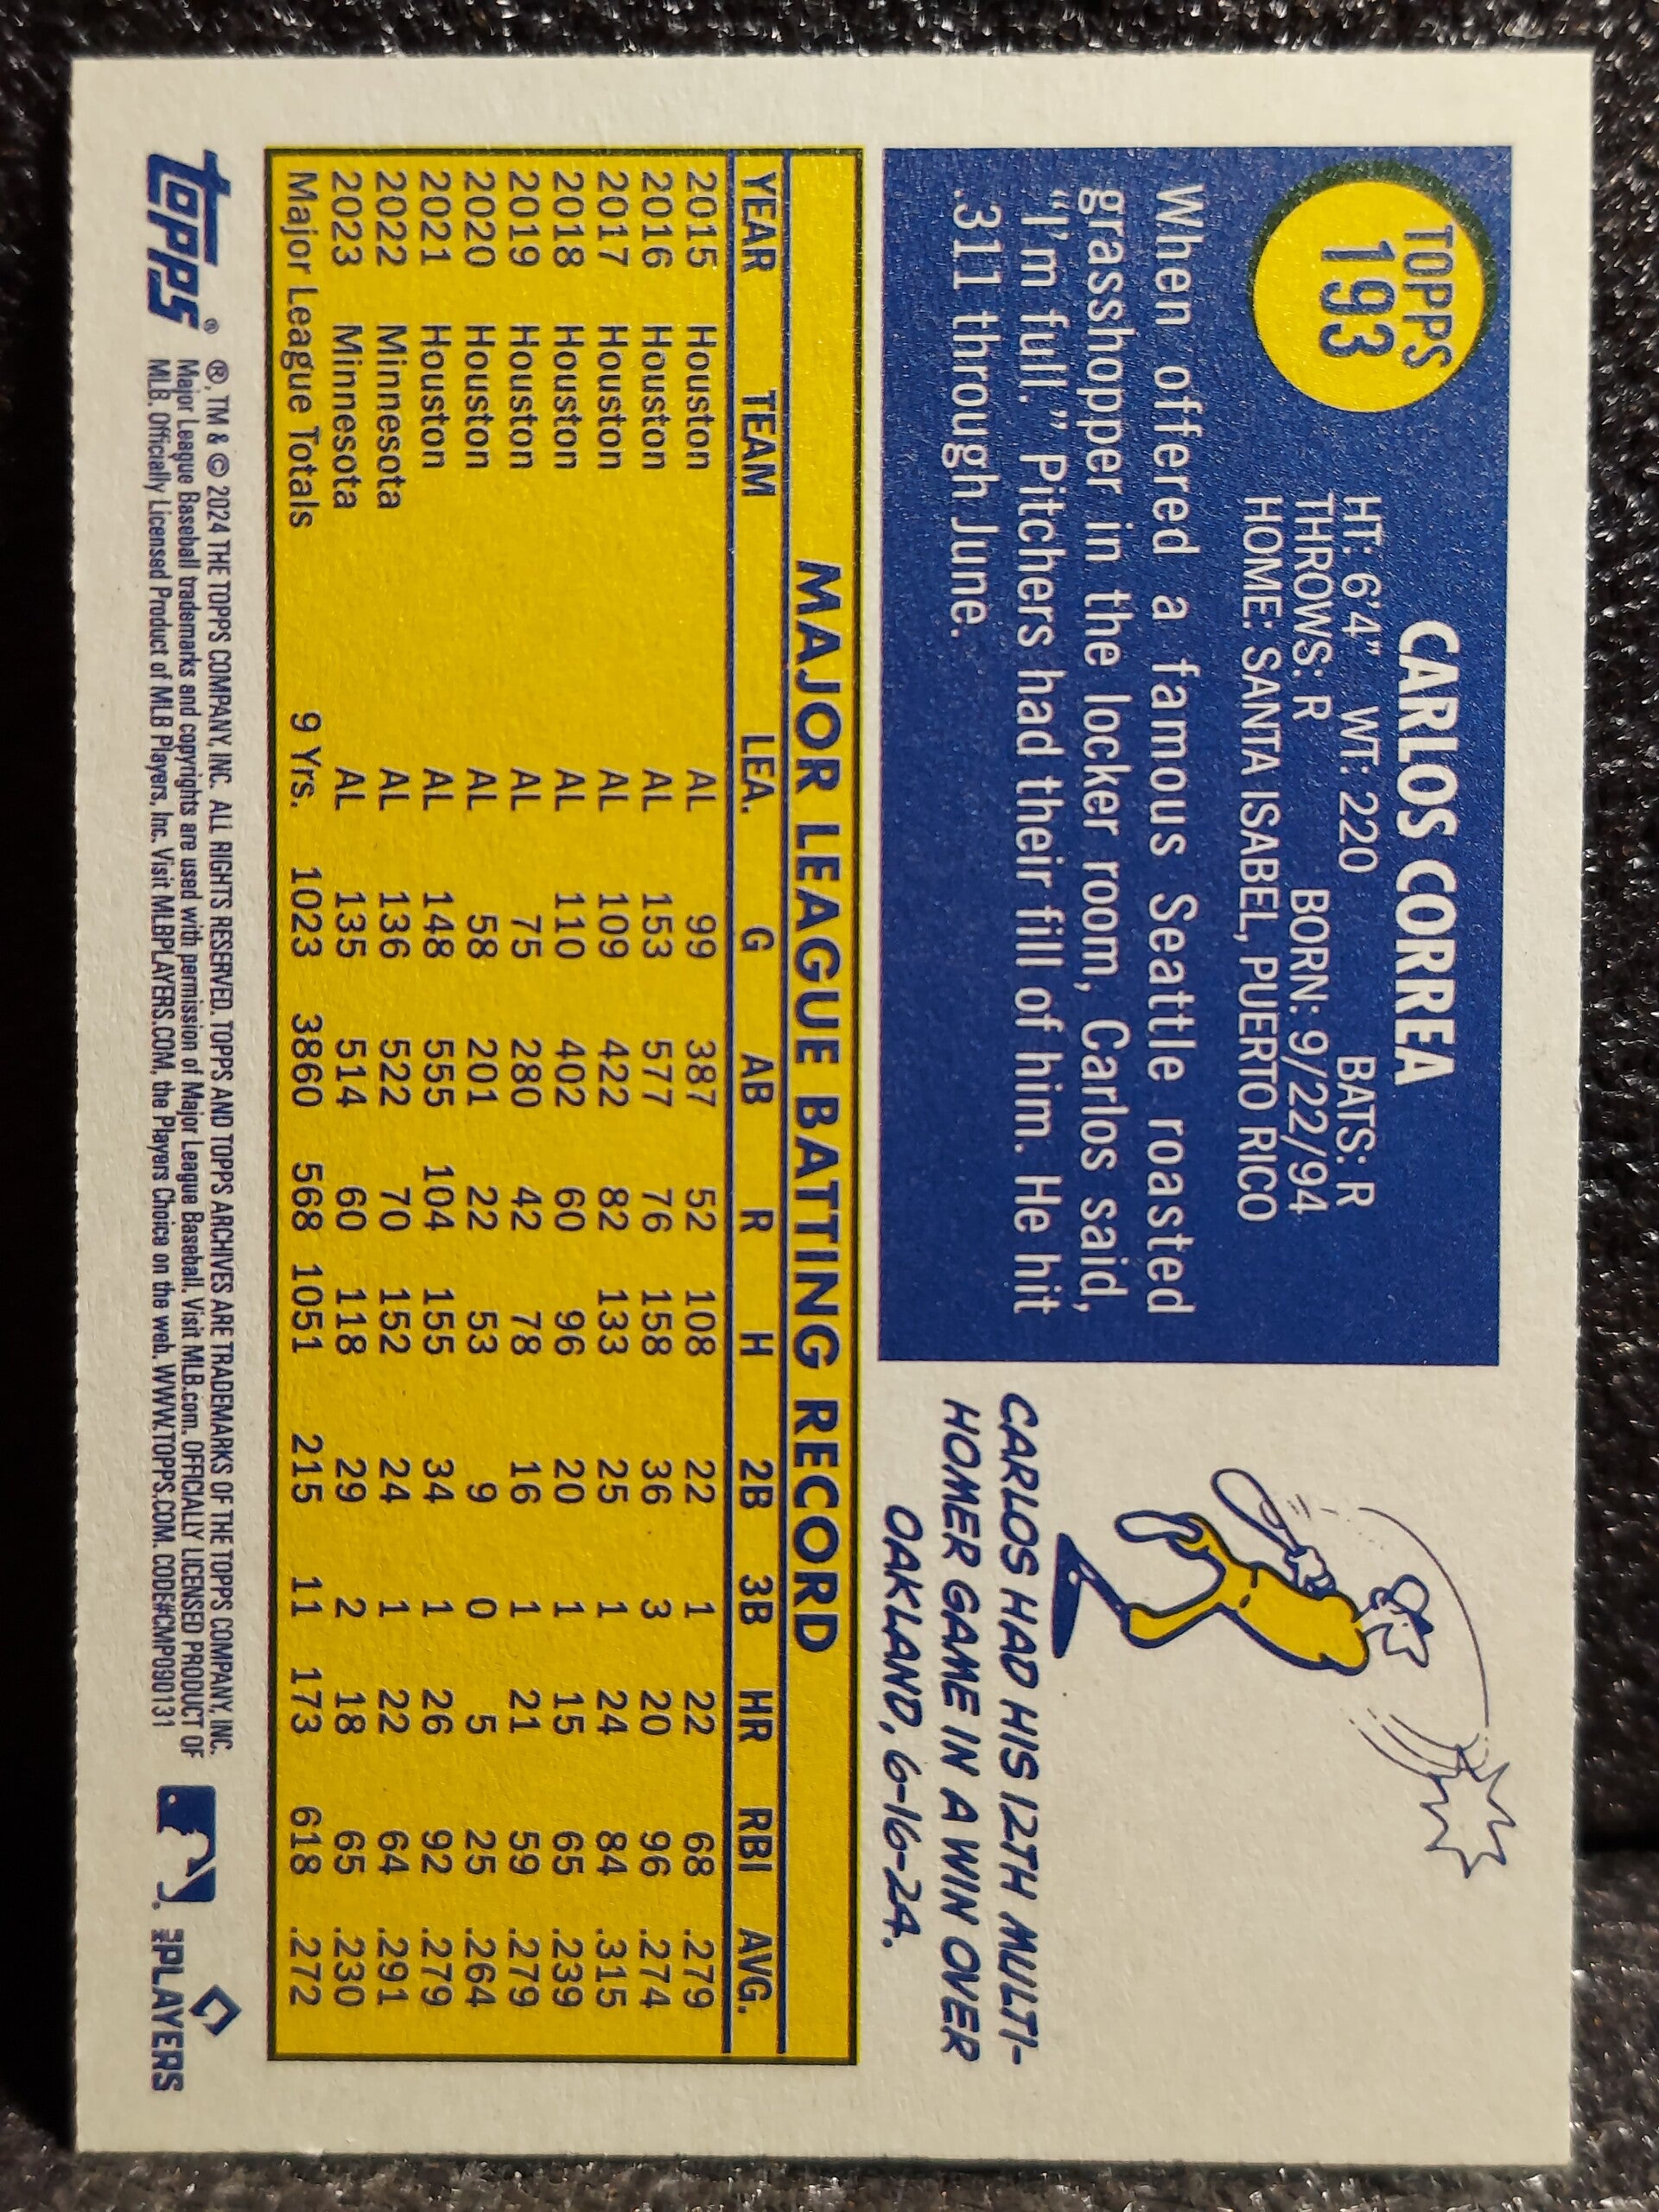 TOPPS
193
CARLOS CORREA
HT: 6'4" WT: 220 BATS: R
THROWS: R BORN: 9/22/94
HOME: SANTA ISABEL, PUERTO RICO
When offered a famous Seattle roasted
grasshopper in the locker room, Carlos said,
"I'm full." Pitchers had their fill of him. He hit
.311 through June.
CARLOS HAD HIS 12TH MULTI-
HOMER GAME IN A WIN OVER
OAKLAND, 6-16-24.
MAJOR LEAGUE BATTING RECORD
YEAR TEAM LEA. G AB R H 2B 3B HR RBI AVG.
2015 Houston AL 99 387 52 108 22 1 22 68 .279
2016 Houston AL 153 577 76 158 36 3 20 96 .274
2017 Houston AL 109 422 82 133 25 1 24 84 .315
2018 Houston AL 110 402 60 96 20 1 15 65 .239
2019 Houston AL 75 280 42 78 16 1 21 59 .279
2020 Houston AL 58 201 22 53 9 0 5 25 .264
2021 Houston AL 148 555 104 155 34 1 26 92 .279
2022 Minnesota AL 136 522 70 152 24 1 22 64 .291
2023 Minnesota AL 135 514 60 118 29 2 18 65 .230
Major League Totals 9 Yrs. 1023 3860 568 1051 215 11 173 618 .272
topps®
®, TM & © 2024 THE TOPPS COMPANY, INC. ALL RIGHTS RESERVED. TOPPS AND TOPPS ARCHIVES ARE TRADEMARKS OF THE TOPPS COMPANY, INC.
Major League Baseball trademarks and copyrights are used with permission of Major League Baseball. Visit MLB.com. OFFICIALLY LICENSED PRODUCT OF
MLB. Officially Licensed Product of MLB Players, Inc. Visit MLBPLAYERS.COM, the Players Choice on the web. WWW.TOPPS.COM. CODE#CMP090131
MLB PLAYERS